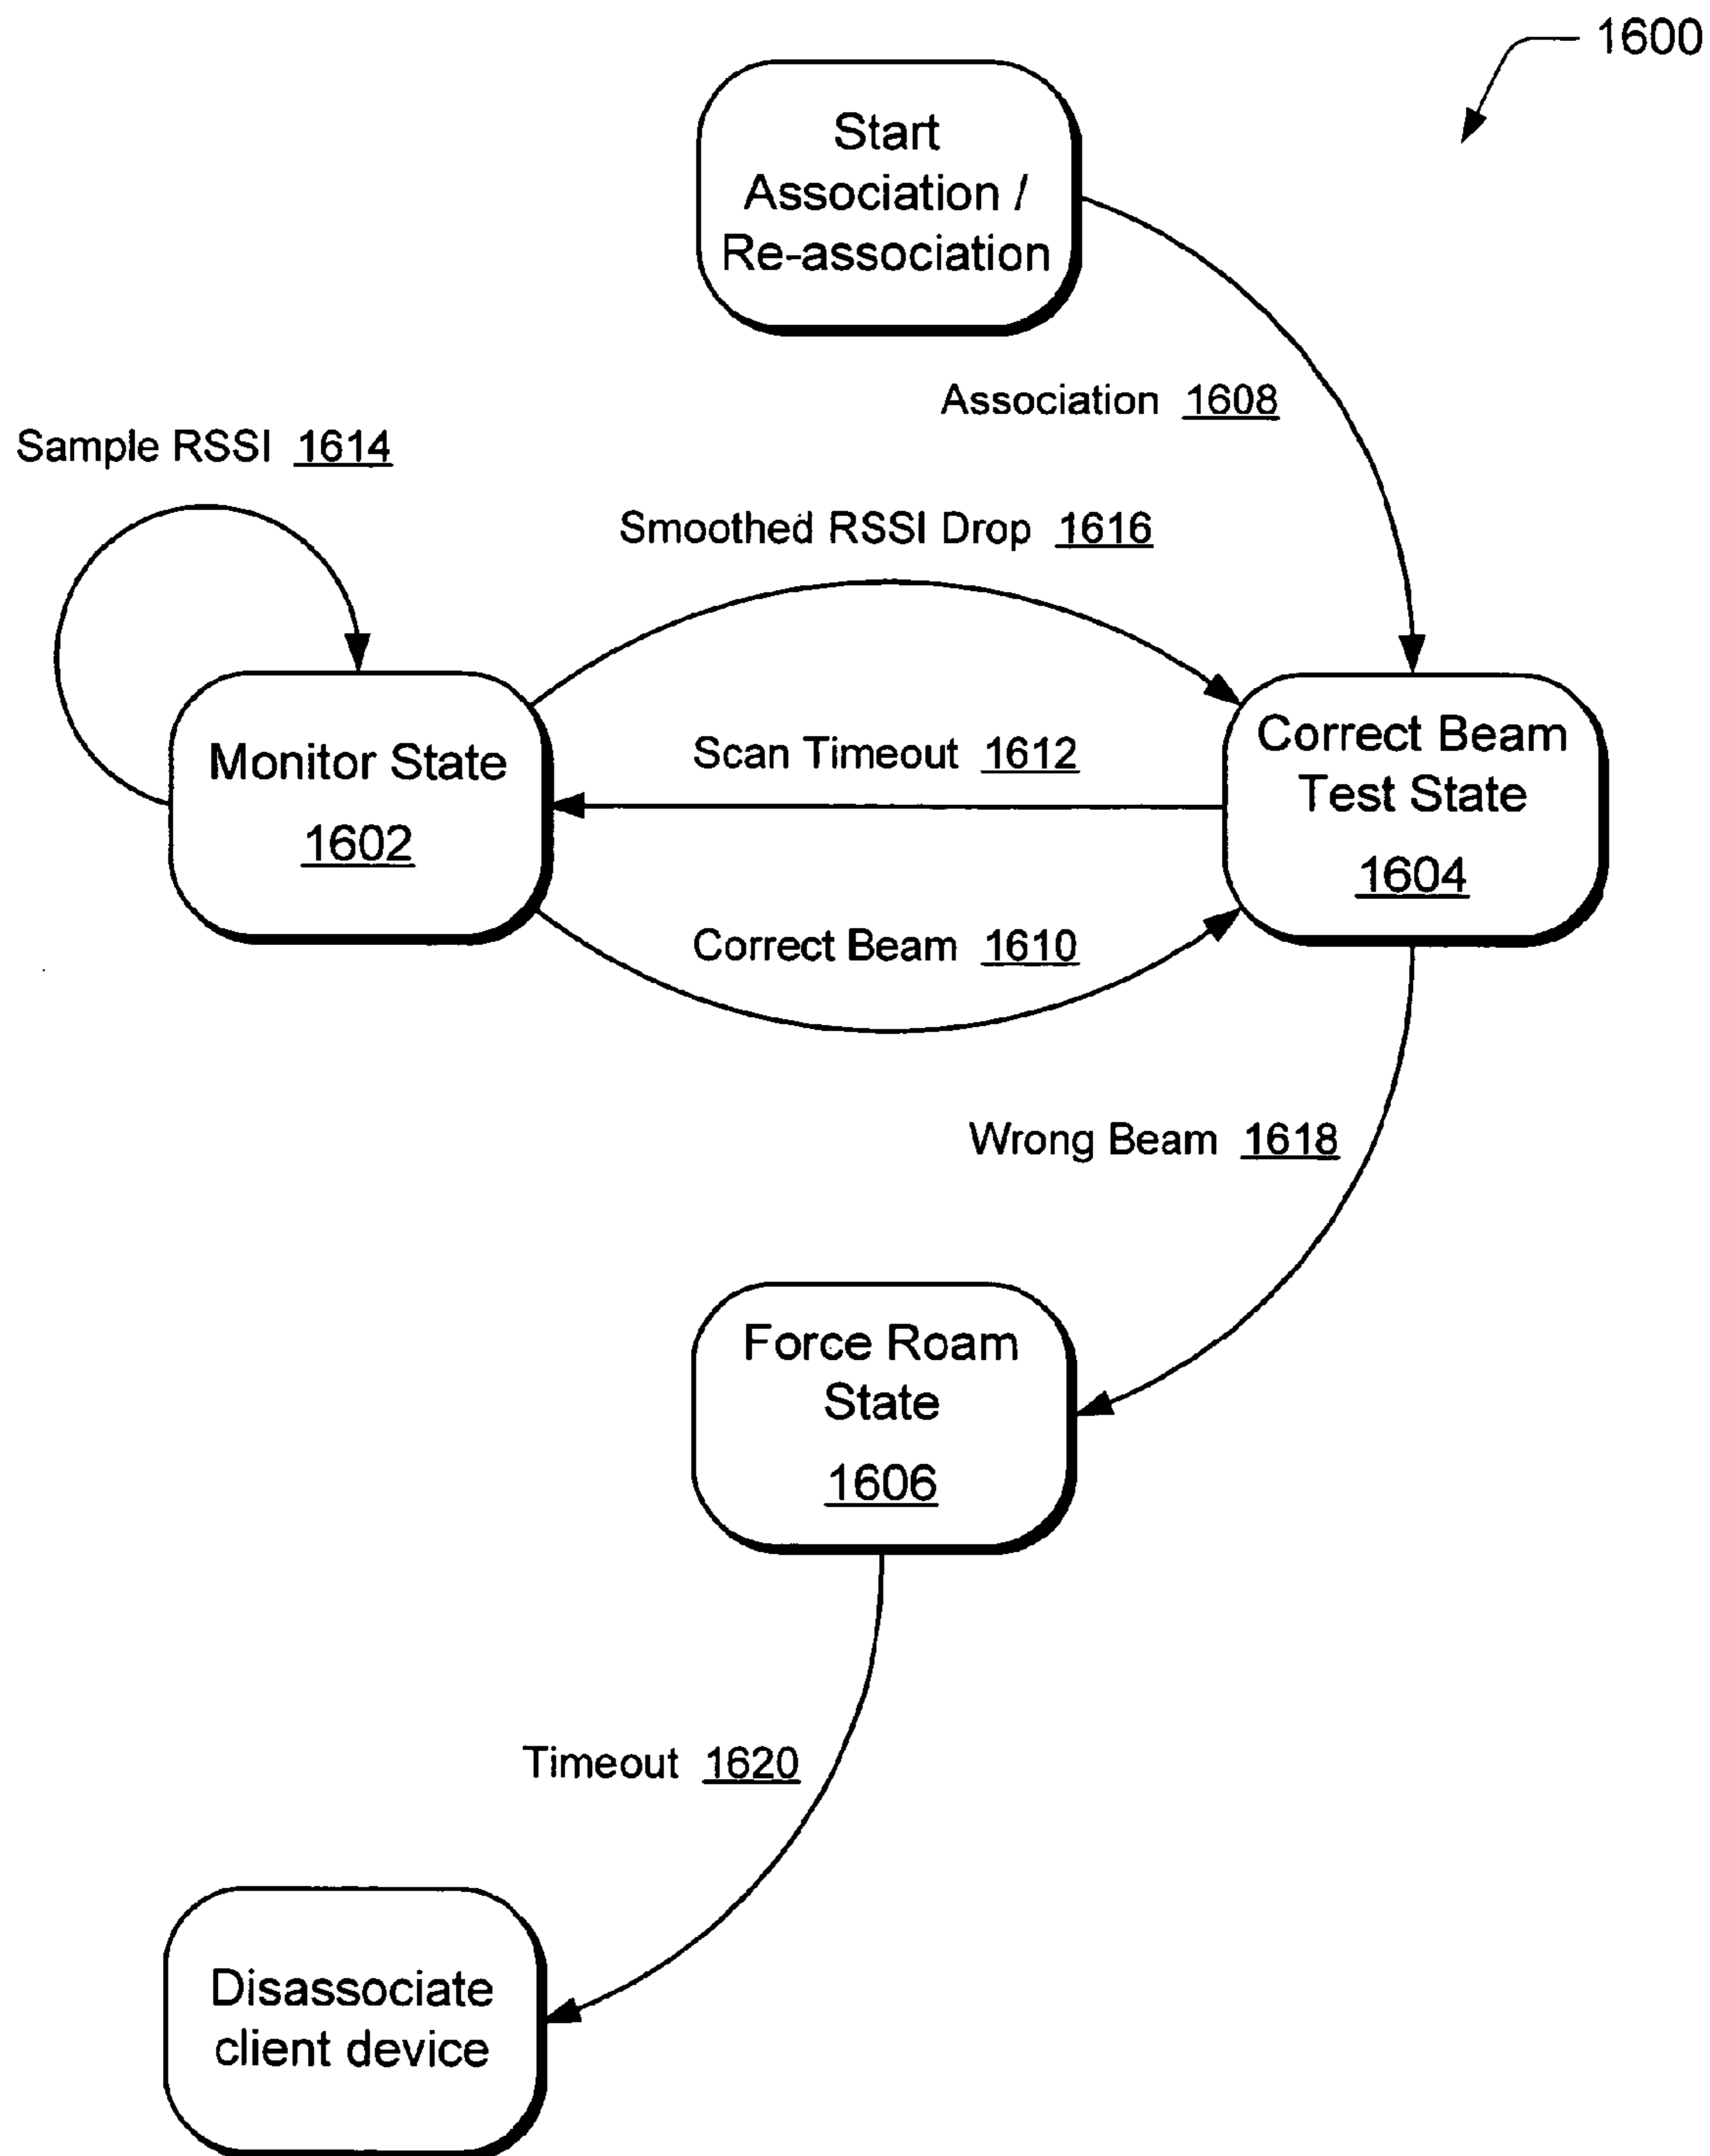 1600
Start
Association /
Re-association
Association 1608
Sample RSSI 1614
Smoothed RSSI Drop 1616
Monitor State
1602
Scan Timeout 1612
Correct Beam
Test State
1604
Correct Beam 1610
Wrong Beam 1618
Force Roam
State
1606
Timeout 1620
Disassociate
client device